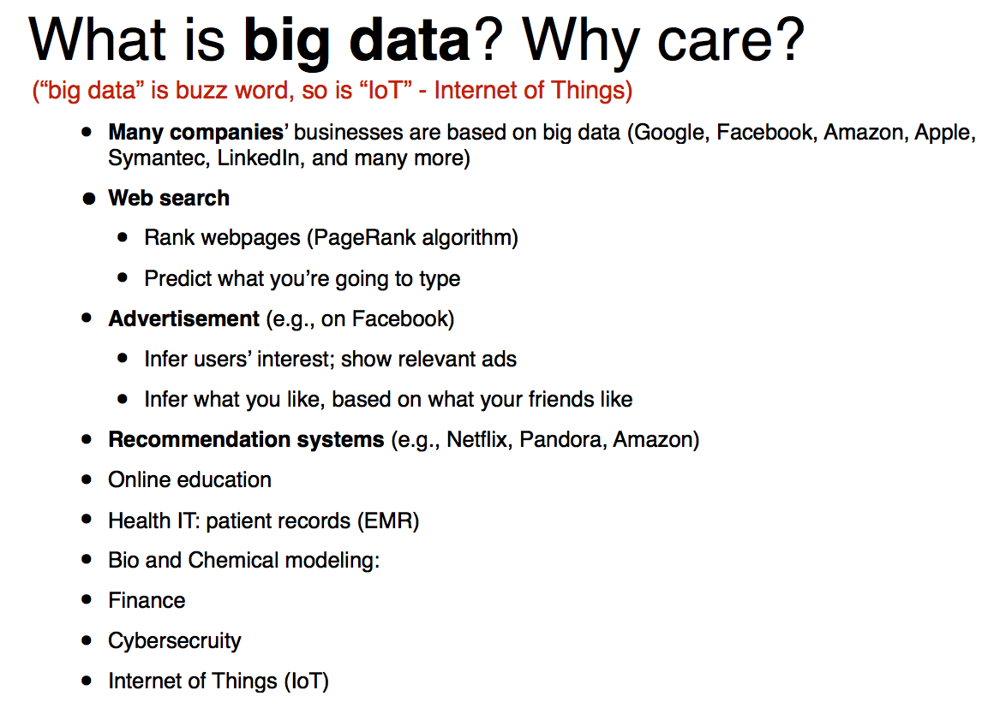 What is big data? Why care?
(“big data” is buzz word, so is “IoT” - Internet of Things)
• Many companies’ businesses are based on big data (Google, Facebook, Amazon, Apple,
Symantec, LinkedIn, and many more)
• Web search
• Rank webpages (PageRank algorithm)
• Predict what you’re going to type
• Advertisement (e.g., on Facebook)
• Infer users’ interest; show relevant ads
• Infer what you like, based on what your friends like
• Recommendation systems (e.g., Netflix, Pandora, Amazon)
• Online education
• Health IT: patient records (EMR)
• Bio and Chemical modeling:
• Finance
• Cybersecruity
• Internet of Things (IoT)